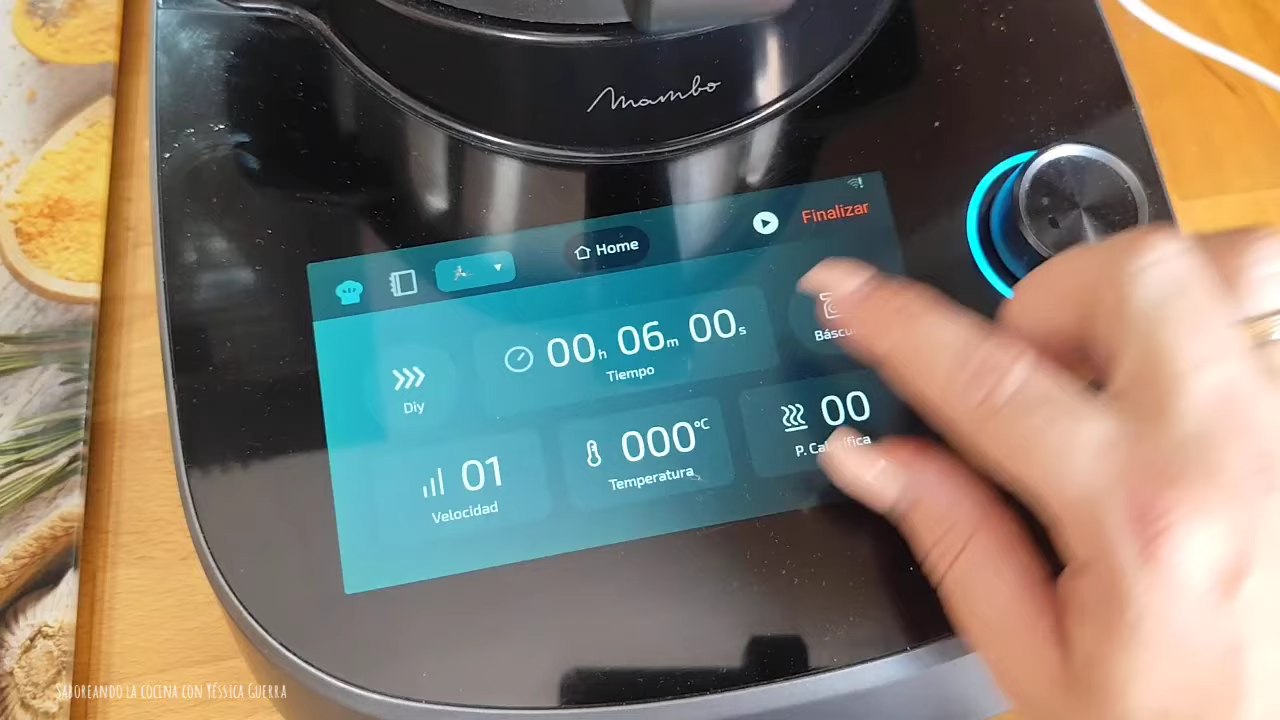 Mambo
Home
Finalizar
Diy
00h 06m 00s
Tiempo
01
Velocidad
000°C
Temperatura
00
SABOREANDO LA COCINA CON YÉSSICA GUERRA